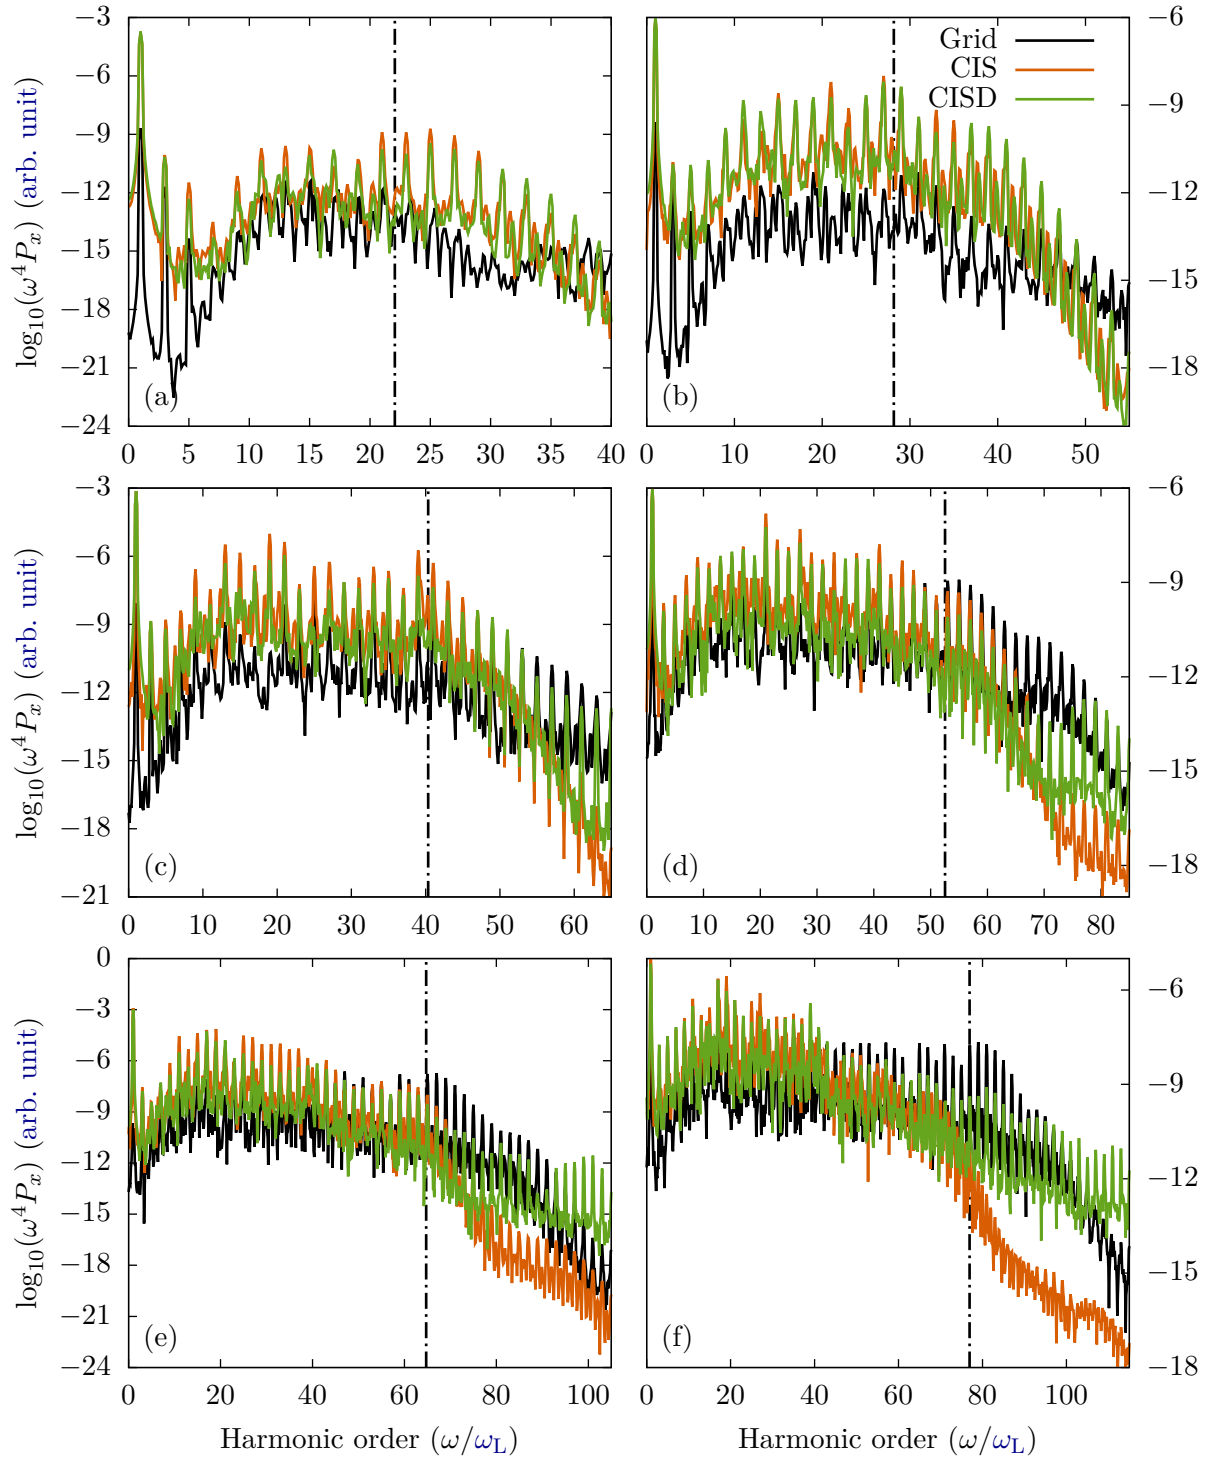 −3
−6
−9
−12
−15
−18
−21
−24
log₁₀(ω⁴Pₓ) (arb. unit)
(a)
0 5 10 15 20 25 30 35 40
Grid
CIS
CISD
−6
−9
−12
−15
−18
(b)
0 10 20 30 40 50
−3
−6
−9
−12
−15
−18
−21
log₁₀(ω⁴Pₓ) (arb. unit)
(c)
0 10 20 30 40 50 60
−6
−9
−12
−15
−18
(d)
0 10 20 30 40 50 60 70 80
0
−3
−6
−9
−12
−15
−18
−21
−24
log₁₀(ω⁴Pₓ) (arb. unit)
(e)
0 20 40 60 80 100
Harmonic order (ω/ω_L)
−6
−9
−12
−15
−18
(f)
0 20 40 60 80 100
Harmonic order (ω/ω_L)